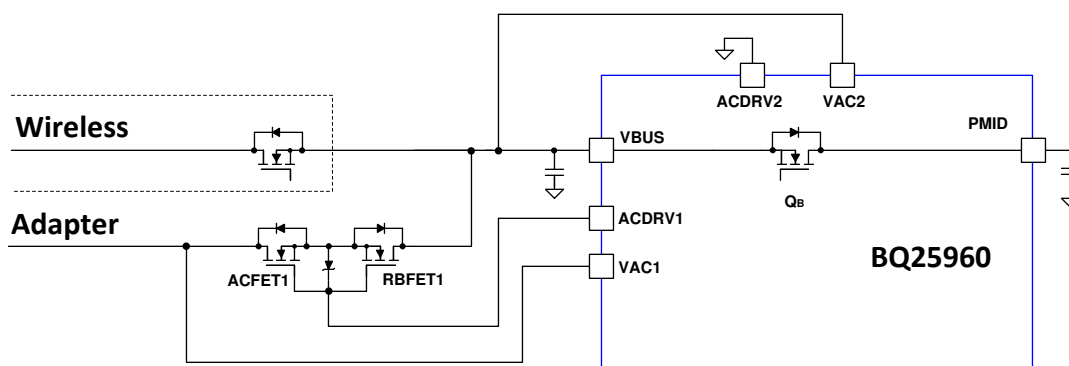 ACDRV2
VAC2
Wireless
VBUS
PMID
QB
Adapter
ACDRV1
BQ25960
VAC1
ACFET1
RBFET1